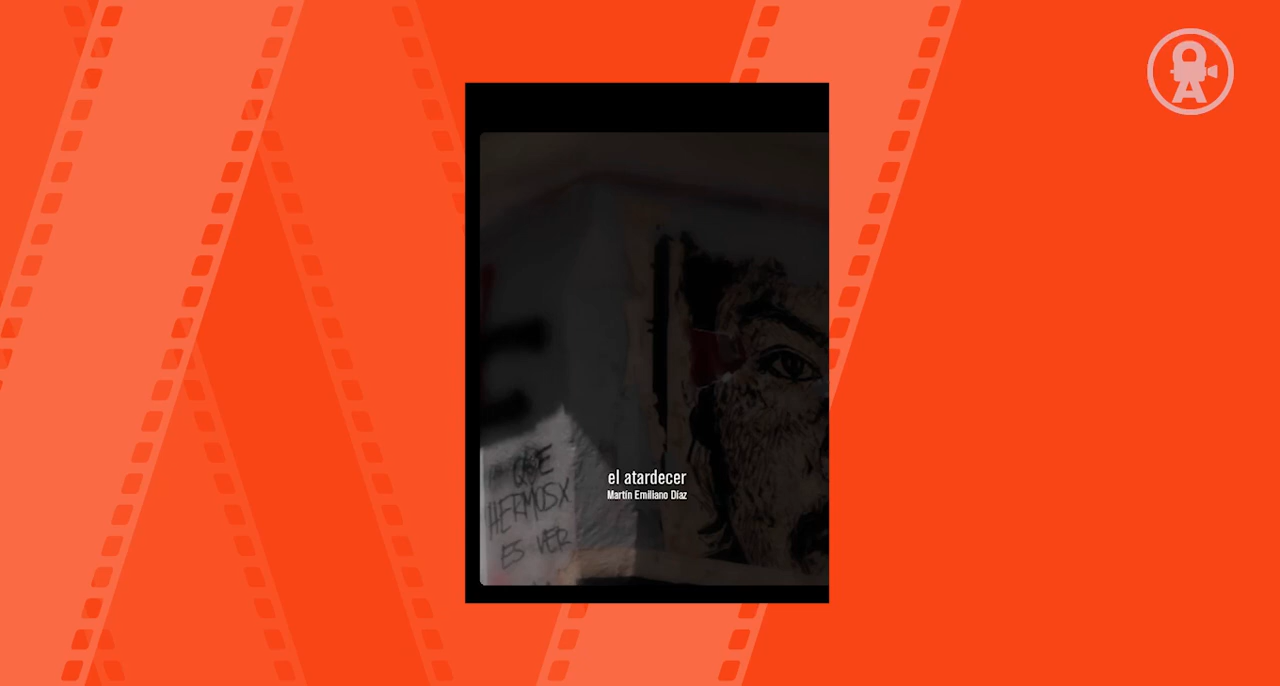 QUE
HERMOSX
ES VER
el atardecer
Martín Emiliano Díaz